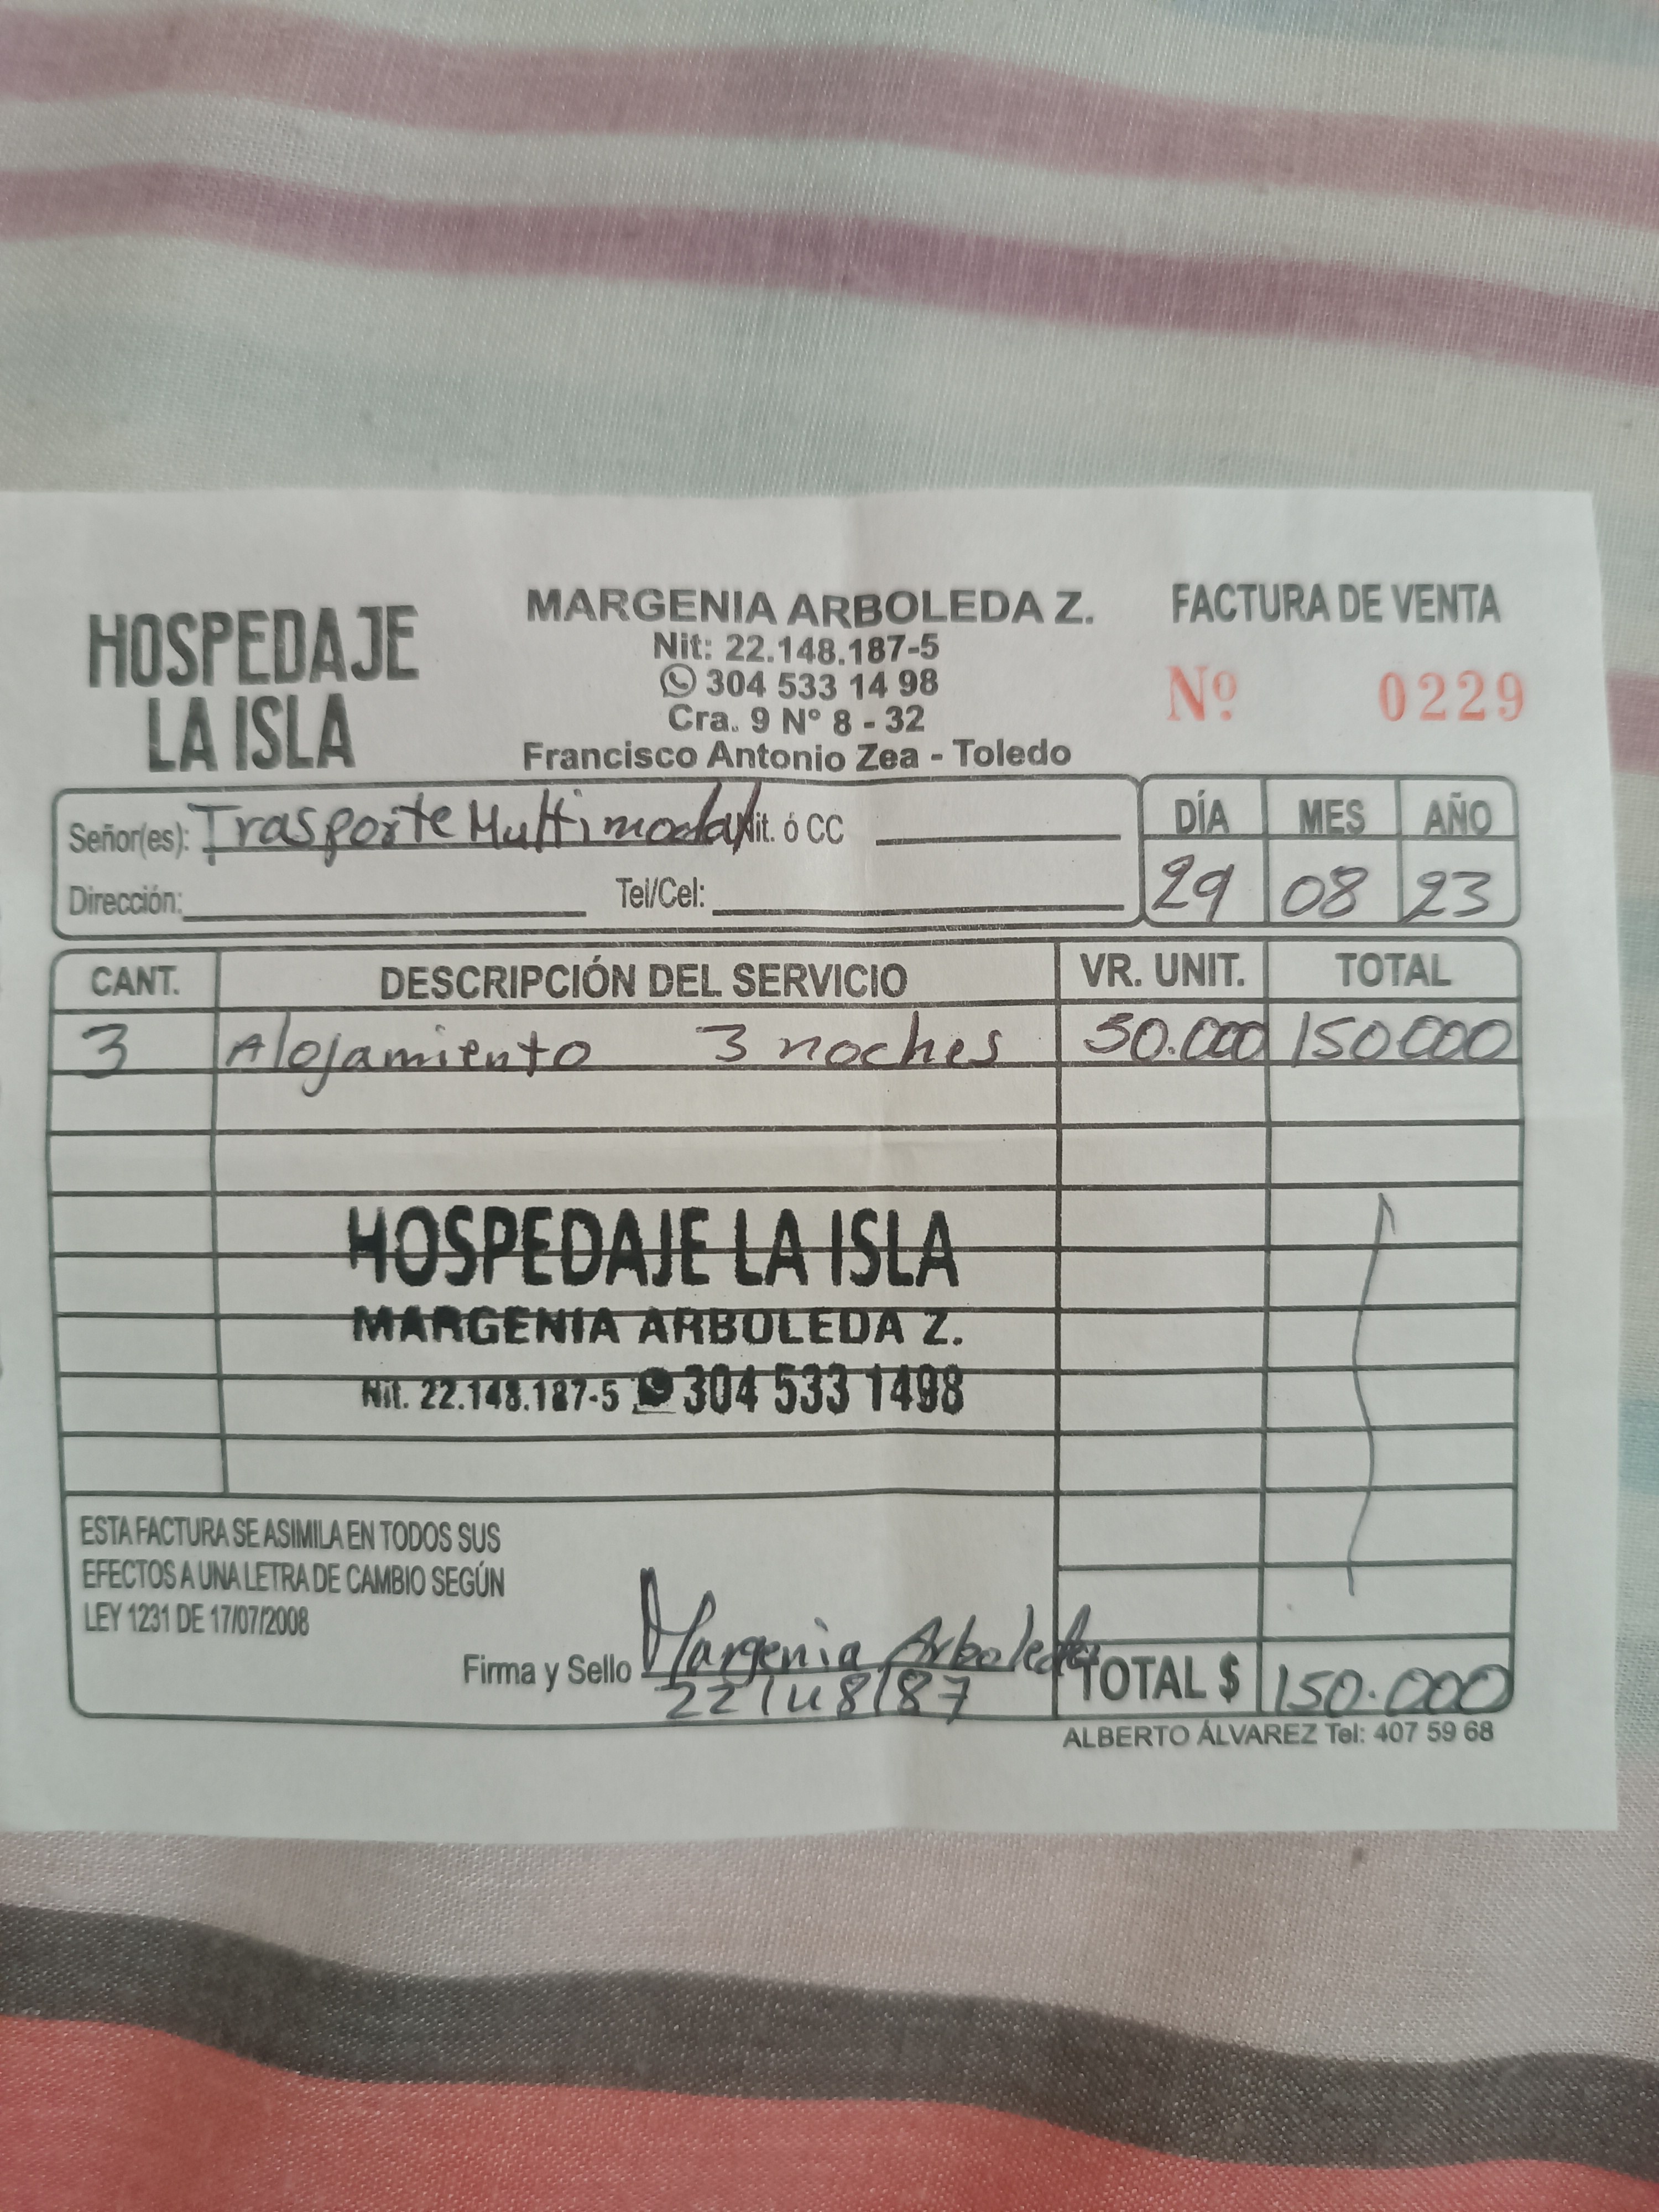 HOSPEDAJE
LA ISLA
MARGENIA ARBOLEDA Z.
Nit: 22.148.187-5
304 533 14 98
Cra. 9 N° 8 - 32
Francisco Antonio Zea - Toledo
FACTURA DE VENTA
Nº 0229
Señor(es): Trasporte Multimodal Nit. ó CC
Dirección: Tel/Cel:
DÍA MES AÑO
29 08 23
CANT. DESCRIPCIÓN DEL SERVICIO VR. UNIT. TOTAL
3 Alojamiento 3 noches 50.000 150000
HOSPEDAJE LA ISLA
MARGENIA ARBOLEDA Z.
Nit. 22.148.187-5 304 533 1498
ESTA FACTURA SE ASIMILA EN TODOS SUS
EFECTOS A UNA LETRA DE CAMBIO SEGÚN
LEY 1231 DE 17/07/2008
Firma y Sello Margenia Arboleda
22148187
TOTAL $ 150.000
ALBERTO ÁLVAREZ Tel: 407 59 68